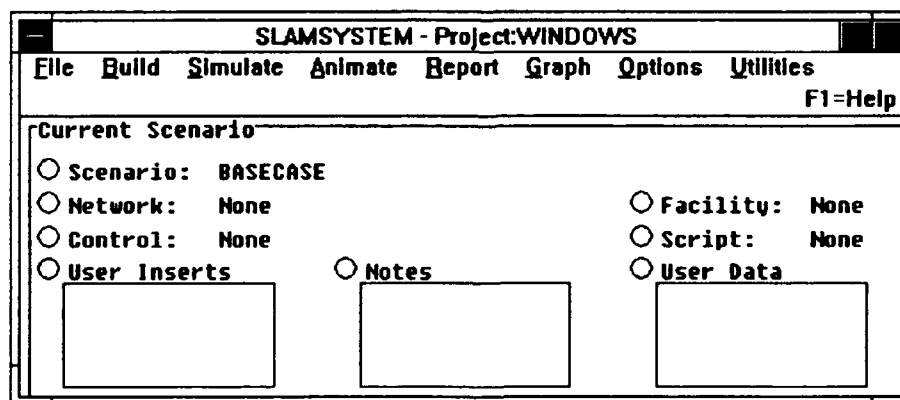 SLAMSYSTEM - Project:WINDOWS
File Build Simulate Animate Report Graph Options Utilities
F1=Help
Current Scenario
Scenario: BASECASE
Network: None Facility: None
Control: None Script: None
User Inserts Notes User Data